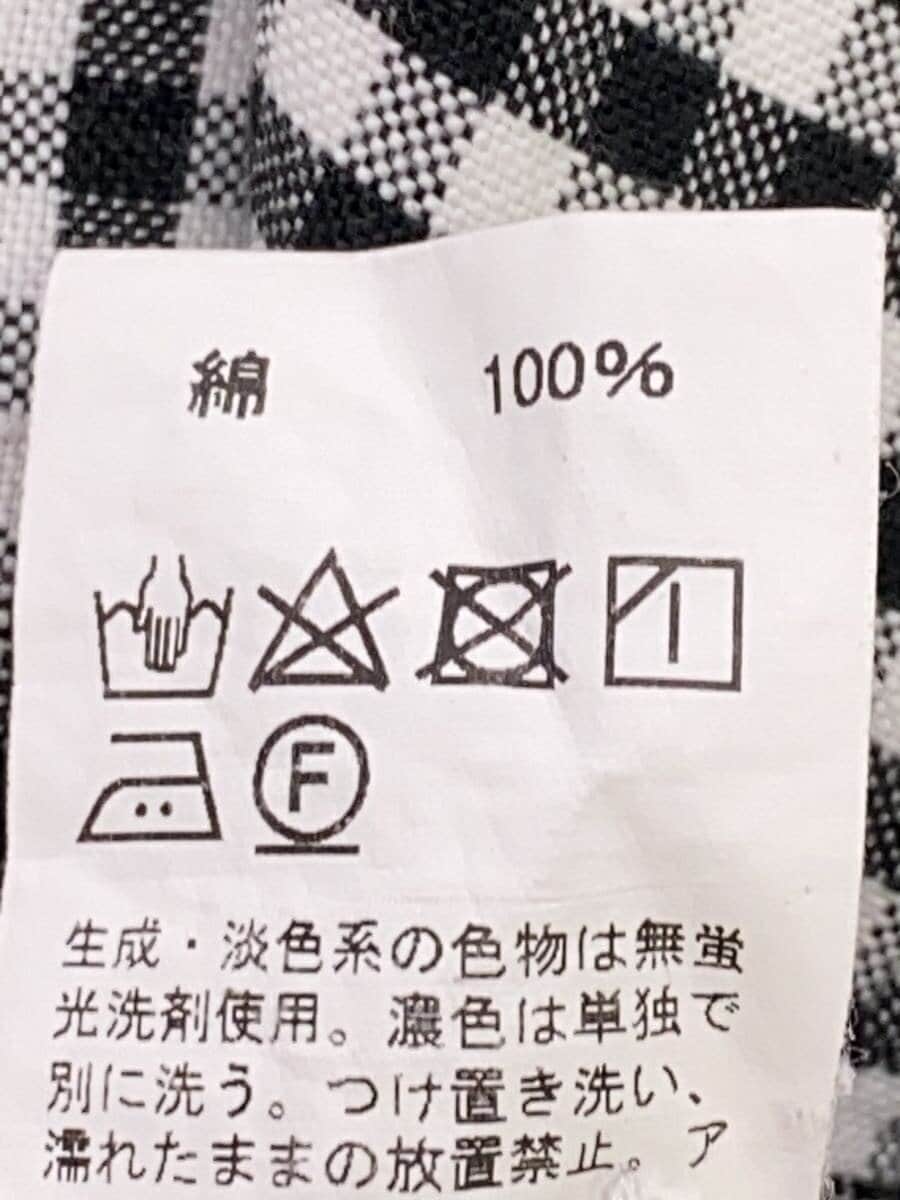 綿 100%
F
生成・淡色系の色物は無蛍
光洗剤使用。濃色は単独で
別に洗う。つけ置き洗い、
濡れたままの放置禁止。ア